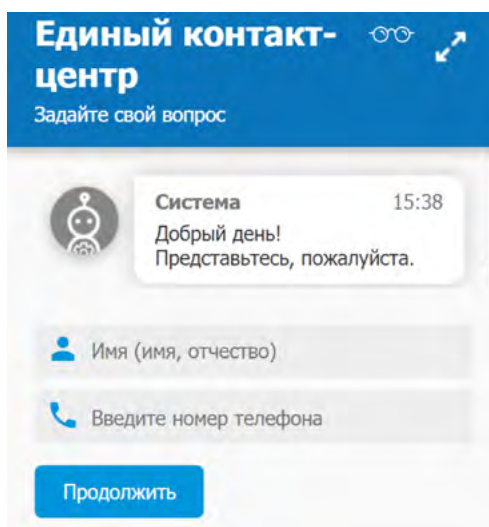 Единый контакт-
центр
Задайте свой вопрос
Система 15:38
Добрый день!
Представьтесь, пожалуйста.
Имя (имя, отчество)
Введите номер телефона
Продолжить